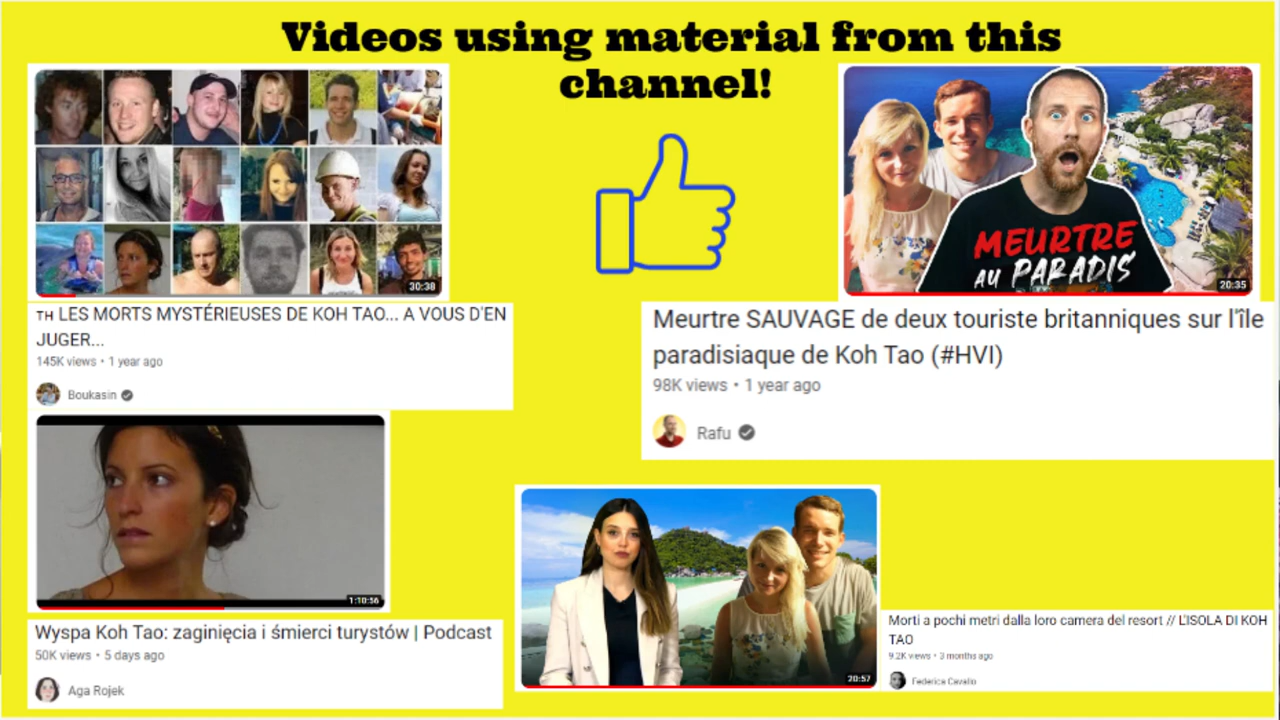 Videos using material from this
channel!
30:38
ᴛʜ LES MORTS MYSTÉRIEUSES DE KOH TAO... A VOUS D'EN
JUGER...
145K views • 1 year ago
Boukasin
MEURTRE
AU PARADIS
20:35
Meurtre SAUVAGE de deux touriste britanniques sur l'île
paradisiaque de Koh Tao (#HVI)
98K views • 1 year ago
Rafu
1:10:56
Wyspa Koh Tao: zaginięcia i śmierci turystów | Podcast
50K views • 5 days ago
Aga Rojek
20:57
Morti a pochi metri dalla loro camera del resort // L'ISOLA DI KOH
TAO
9.2K views • 3 months ago
Federica Cavallo